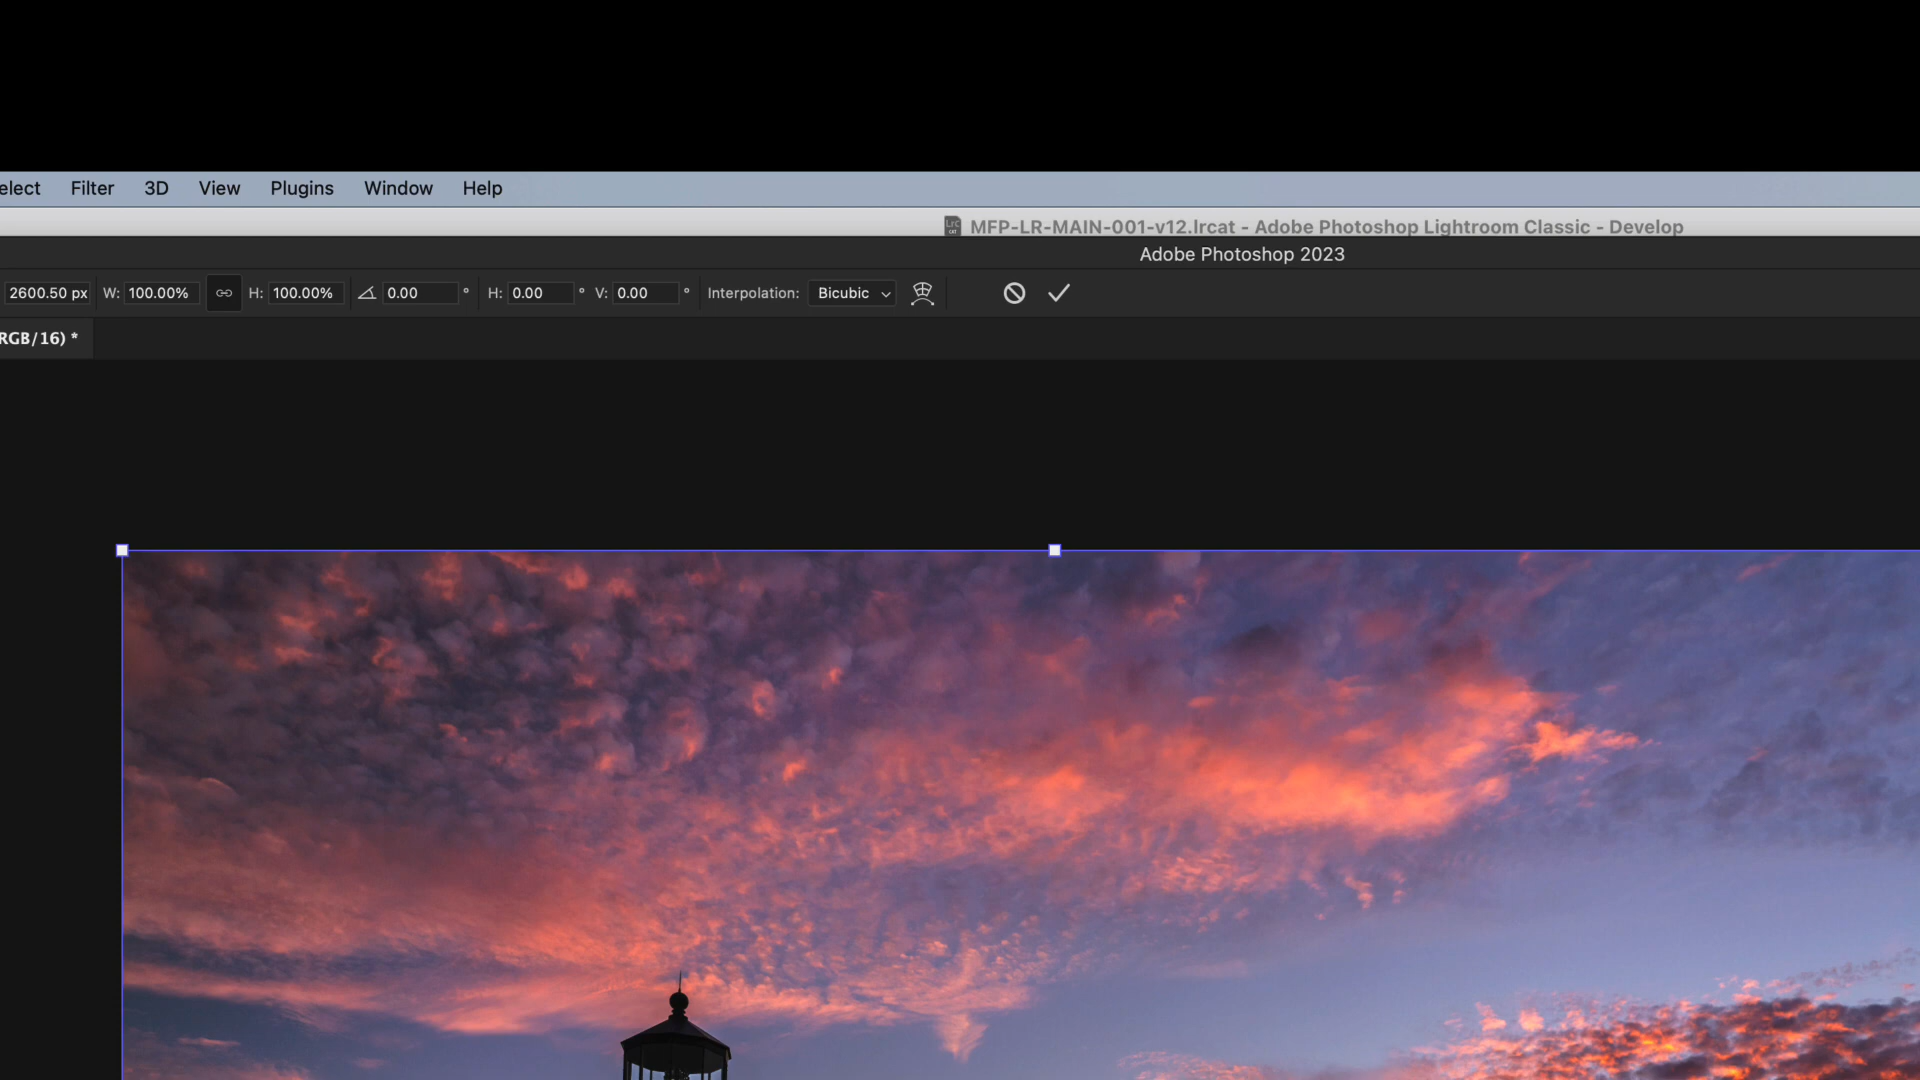 elect Filter 3D View Plugins Window Help
MFP-LR-MAIN-001-v12.lrcat - Adobe Photoshop Lightroom Classic - Develop
Adobe Photoshop 2023
2600.50 px W: 100.00% H: 100.00% 0.00 ° H: 0.00 ° V: 0.00 ° Interpolation: Bicubic
RGB/16) *